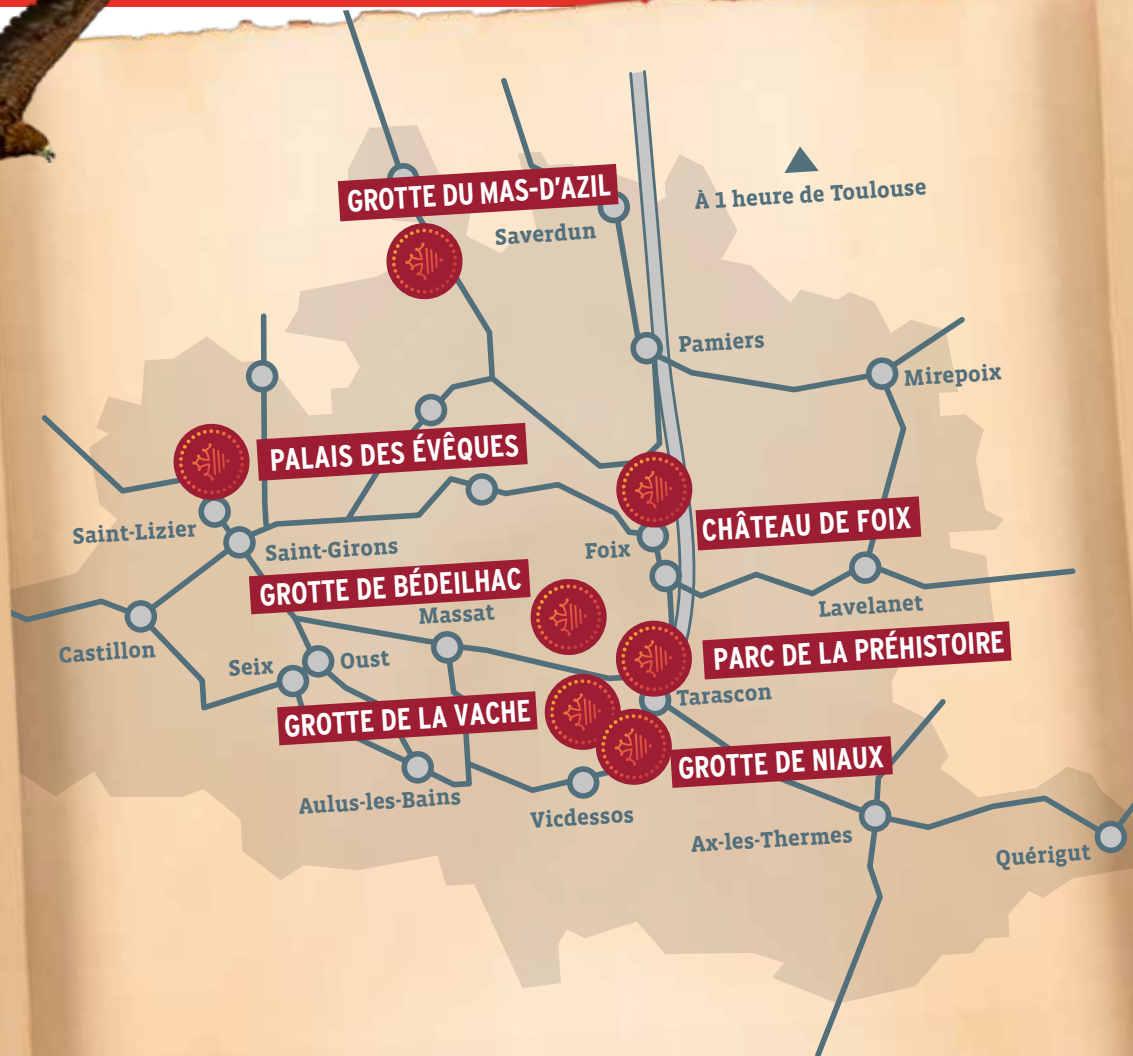 GROTTE DU MAS-D'AZIL
À 1 heure de Toulouse
Saverdun
Pamiers
Mirepoix
PALAIS DES ÉVÊQUES
CHÂTEAU DE FOIX
Saint-Lizier
Saint-Girons
Foix
GROTTE DE BÉDEILHAC
Massat
Lavelanet
Castillon
Seix
Oust
PARC DE LA PRÉHISTOIRE
Tarascon
GROTTE DE LA VACHE
GROTTE DE NIAUX
Aulus-les-Bains
Vicdessos
Ax-les-Thermes
Quérigut